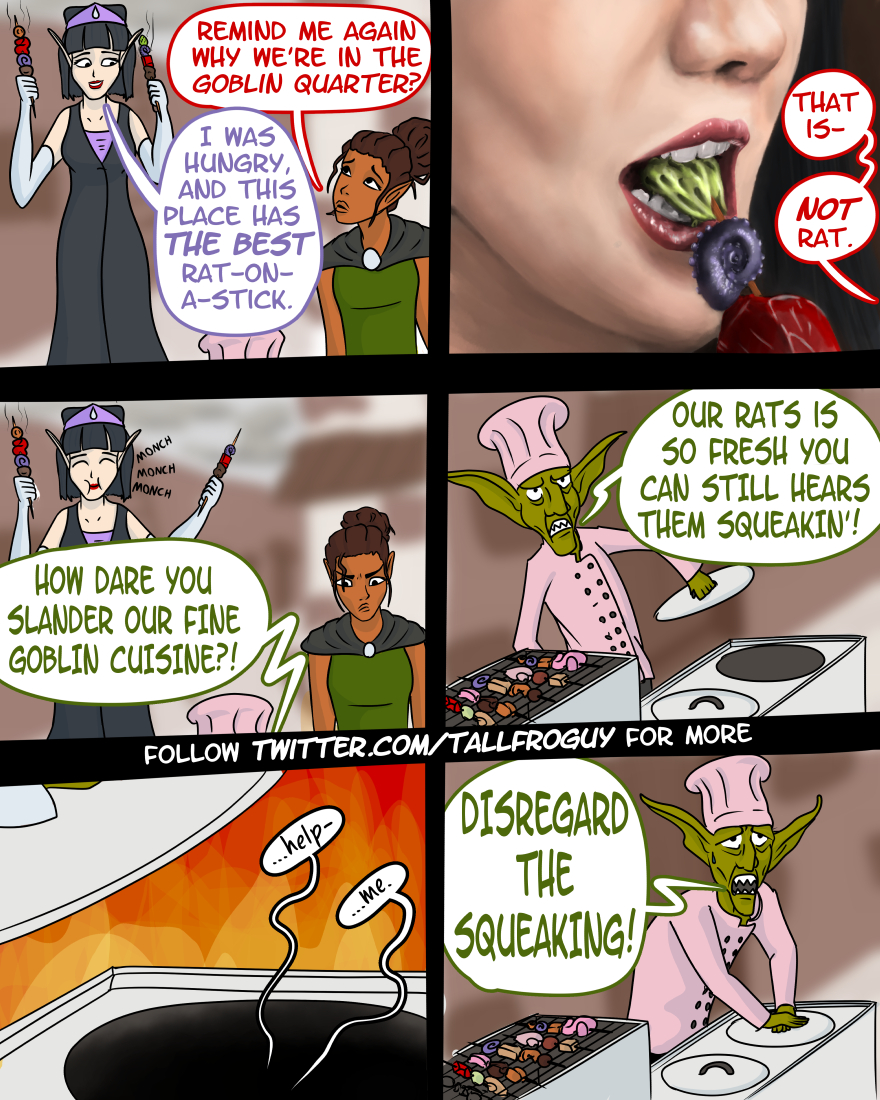 REMIND ME AGAIN
WHY WE'RE IN THE
GOBLIN QUARTER?
I WAS
HUNGRY,
AND THIS
PLACE HAS
THE BEST
RAT-ON-
A-STICK.
THAT
IS-
NOT
RAT.
MONCH
MONCH
MONCH
HOW DARE YOU
SLANDER OUR FINE
GOBLIN CUISINE?!
OUR RATS IS
SO FRESH YOU
CAN STILL HEARS
THEM SQUEAKIN'!
FOLLOW TWITTER.COM/TALLFROGUY FOR MORE
...help-
...me.
DISREGARD
THE
SQUEAKING!